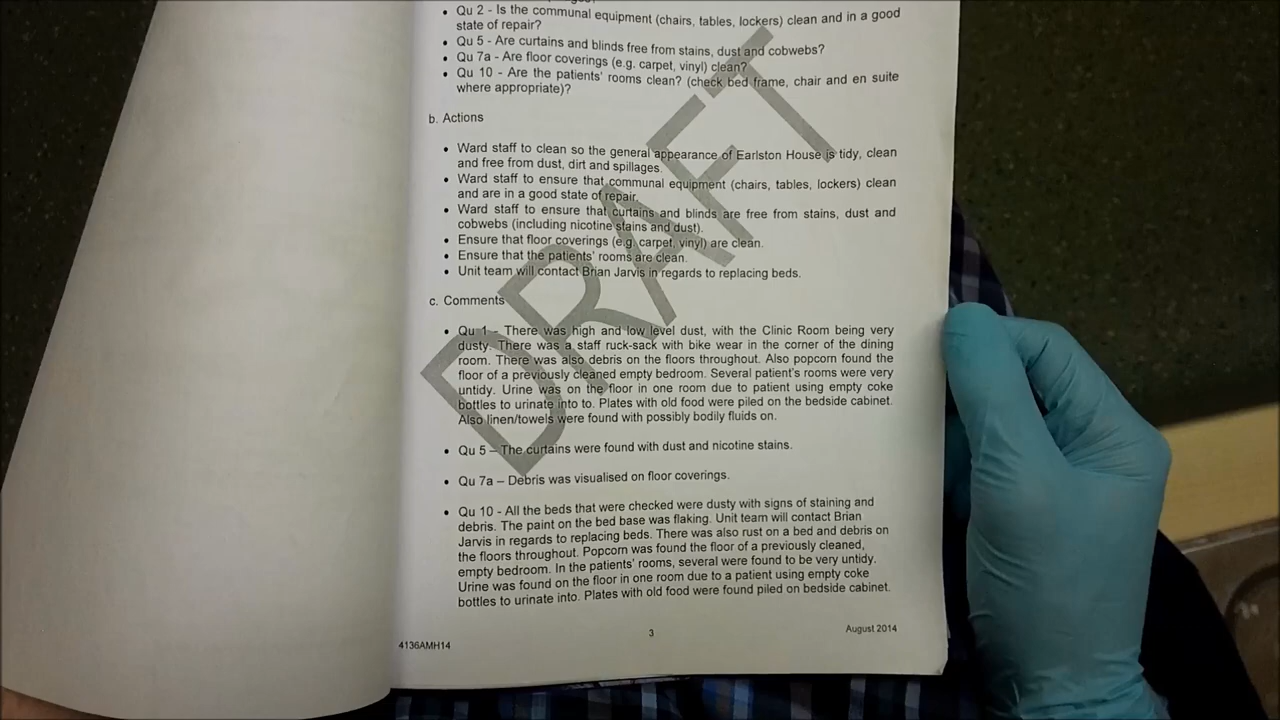 • Qu 2 - Is the communal equipment (chairs, tables, lockers) clean and in a good
state of repair?
• Qu 5 - Are curtains and blinds free from stains, dust and cobwebs?
• Qu 7a - Are floor coverings (e.g. carpet, vinyl) clean?
• Qu 10 - Are the patients' rooms clean? (check bed frame, chair and en suite
where appropriate)?
b. Actions
• Ward staff to clean so the general appearance of Earlston House is tidy, clean
and free from dust, dirt and spillages.
• Ward staff to ensure that communal equipment (chairs, tables, lockers) clean
and are in a good state of repair.
• Ward staff to ensure that curtains and blinds are free from stains, dust and
cobwebs (including nicotine stains and dust).
• Ensure that floor coverings (e.g. carpet, vinyl) are clean.
• Ensure that the patients' rooms are clean.
• Unit team will contact Brian Jarvis in regards to replacing beds.
c. Comments
• Qu 1 - There was high and low level dust, with the Clinic Room being very
dusty. There was a staff ruck-sack with bike wear in the corner of the dining
room. There was also debris on the floors throughout. Also popcorn found the
floor of a previously cleaned empty bedroom. Several patient's rooms were very
untidy. Urine was on the floor in one room due to patient using empty coke
bottles to urinate into to. Plates with old food were piled on the bedside cabinet.
Also linen/towels were found with possibly bodily fluids on.
• Qu 5 – The curtains were found with dust and nicotine stains.
• Qu 7a – Debris was visualised on floor coverings.
• Qu 10 - All the beds that were checked were dusty with signs of staining and
debris. The paint on the bed base was flaking. Unit team will contact Brian
Jarvis in regards to replacing beds. There was also rust on a bed and debris on
the floors throughout. Popcorn was found the floor of a previously cleaned,
empty bedroom. In the patients' rooms, several were found to be very untidy.
Urine was found on the floor in one room due to a patient using empty coke
bottles to urinate into. Plates with old food were found piled on bedside cabinet.
DRAFT
4136AMH14
3
August 2014